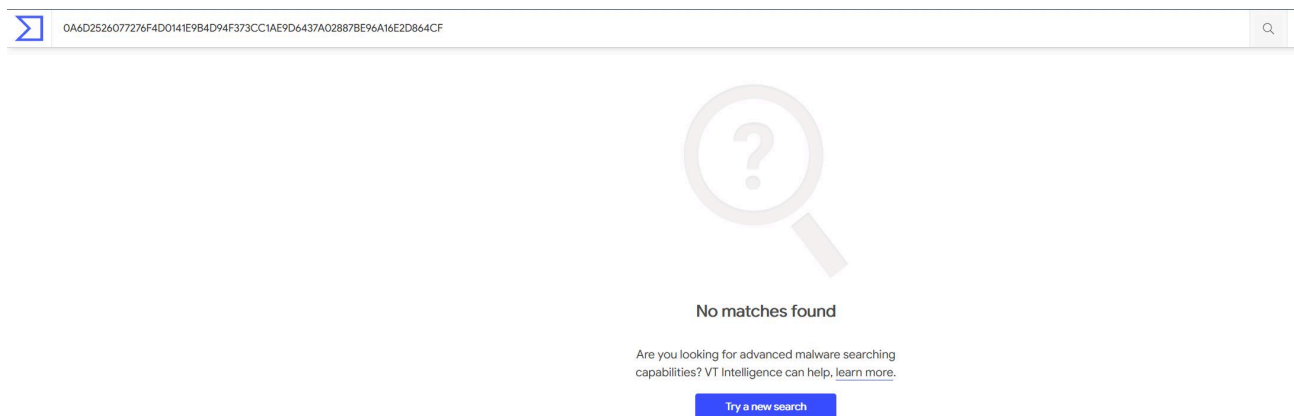 0A6D2526077276F4D0141E9B4D94F373CC1AE9D6437A02887BE96A16E2D864CF
No matches found
Are you looking for advanced malware searching
capabilities? VT Intelligence can help, learn more.
Try a new search